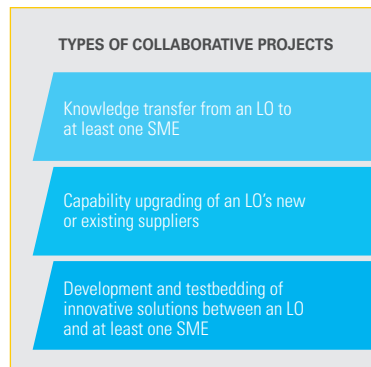 TYPES OF COLLABORATIVE PROJECTS
Knowledge transfer from an LO to
at least one SME
Capability upgrading of an LO's new
or existing suppliers
Development and testbedding of
innovative solutions between an LO
and at least one SME